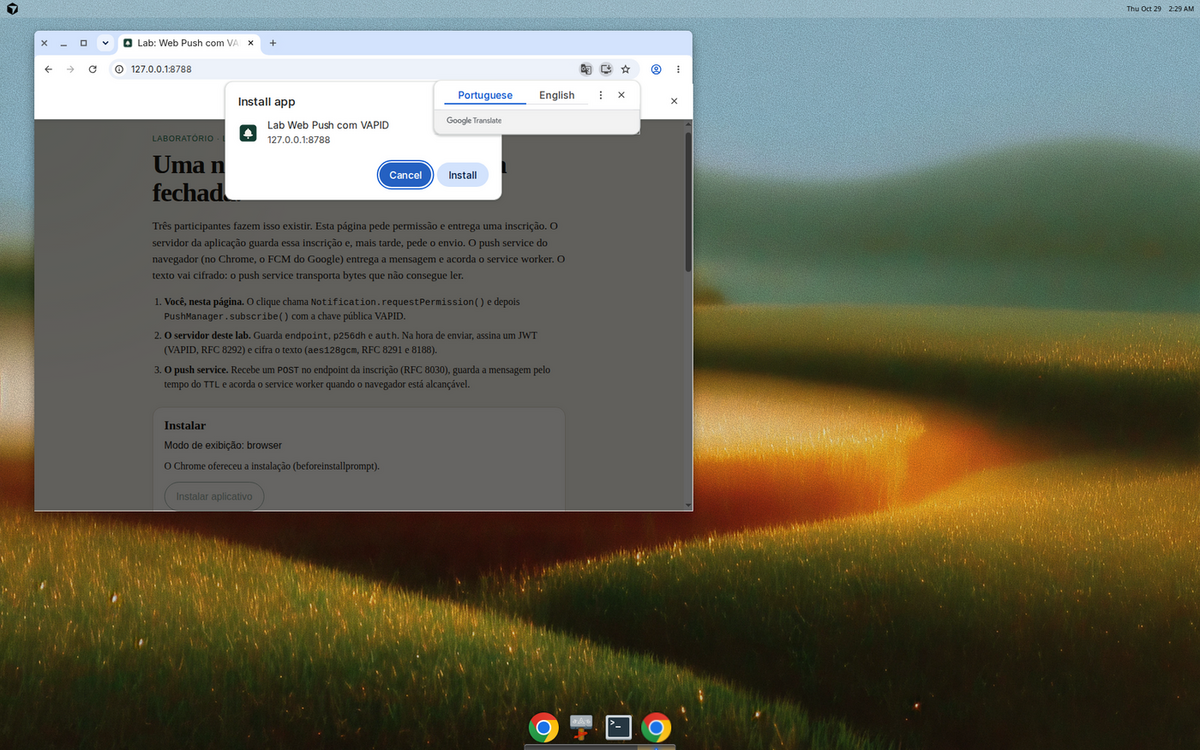 Thu Oct 29 2:29 AM
Lab: Web Push com VA
127.0.0.1:8788
Install app
Lab Web Push com VAPID
127.0.0.1:8788
Cancel Install
Portuguese English
Google Translate
LABORATÓRIO
Uma
fechada
Três participantes fazem isso existir. Esta página pede permissão e entrega uma inscrição. O
servidor da aplicação guarda essa inscrição e, mais tarde, pede o envio. O push service do
navegador (no Chrome, o FCM do Google) entrega a mensagem e acorda o service worker. O
texto vai cifrado: o push service transporta bytes que não consegue ler.
1. Você, nesta página. O clique chama Notification.requestPermission() e depois
PushManager.subscribe() com a chave pública VAPID.
2. O servidor deste lab. Guarda endpoint, p256dh e auth. Na hora de enviar, assina um JWT
(VAPID, RFC 8292) e cifra o texto (aes128gcm, RFC 8291 e 8188).
3. O push service. Recebe um POST no endpoint da inscrição (RFC 8030), guarda a mensagem pelo
tempo do TTL e acorda o service worker quando o navegador está alcançável.
Instalar
Modo de exibição: browser
O Chrome ofereceu a instalação (beforeinstallprompt).
Instalar aplicativo